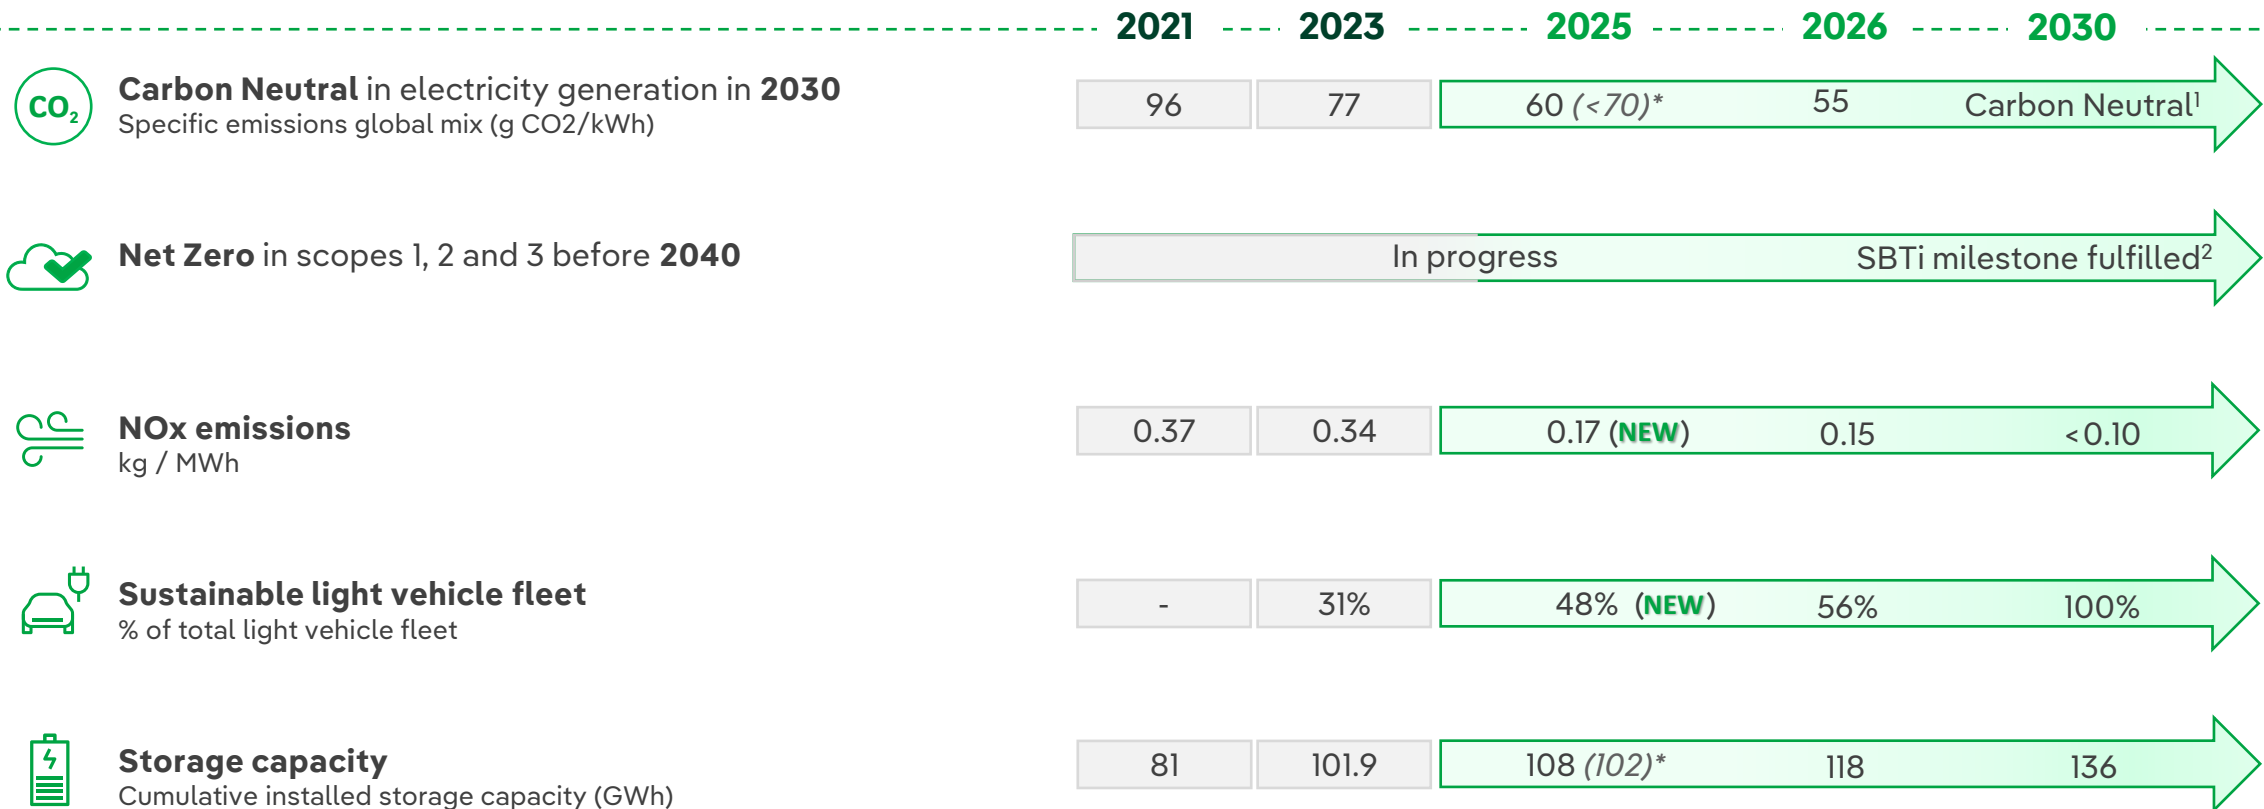 2021 2023 2025 2026 2030
CO2
Carbon Neutral in electricity generation in 2030
Specific emissions global mix (g CO2/kWh)
96 77 60 (<70)* 55 Carbon Neutral¹
Net Zero in scopes 1, 2 and 3 before 2040
In progress SBTi milestone fulfilled²
NOx emissions
kg / MWh
0.37 0.34 0.17 (NEW) 0.15 <0.10
Sustainable light vehicle fleet
% of total light vehicle fleet
- 31% 48% (NEW) 56% 100%
Storage capacity
Cumulative installed storage capacity (GWh)
81 101.9 108 (102)* 118 136